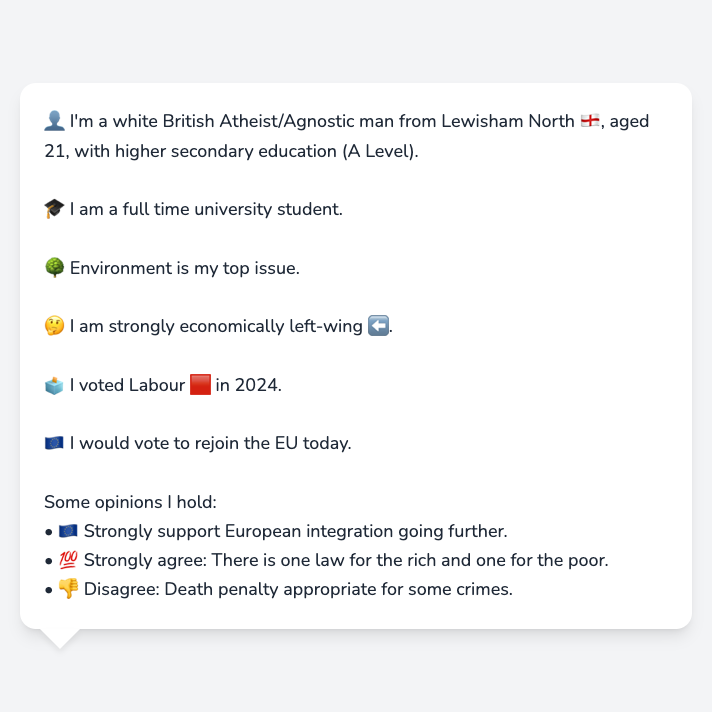 👤 I'm a white British Atheist/Agnostic man from Lewisham North 🏴󠁧󠁢󠁥󠁮󠁧󠁿, aged
21, with higher secondary education (A Level).
🎓 I am a full time university student.
🌳 Environment is my top issue.
🤔 I am strongly economically left-wing ⬅️.
🗳️ I voted Labour 🟥 in 2024.
🇪🇺 I would vote to rejoin the EU today.
Some opinions I hold:
• 🇪🇺 Strongly support European integration going further.
• 💯 Strongly agree: There is one law for the rich and one for the poor.
• 👎 Disagree: Death penalty appropriate for some crimes.